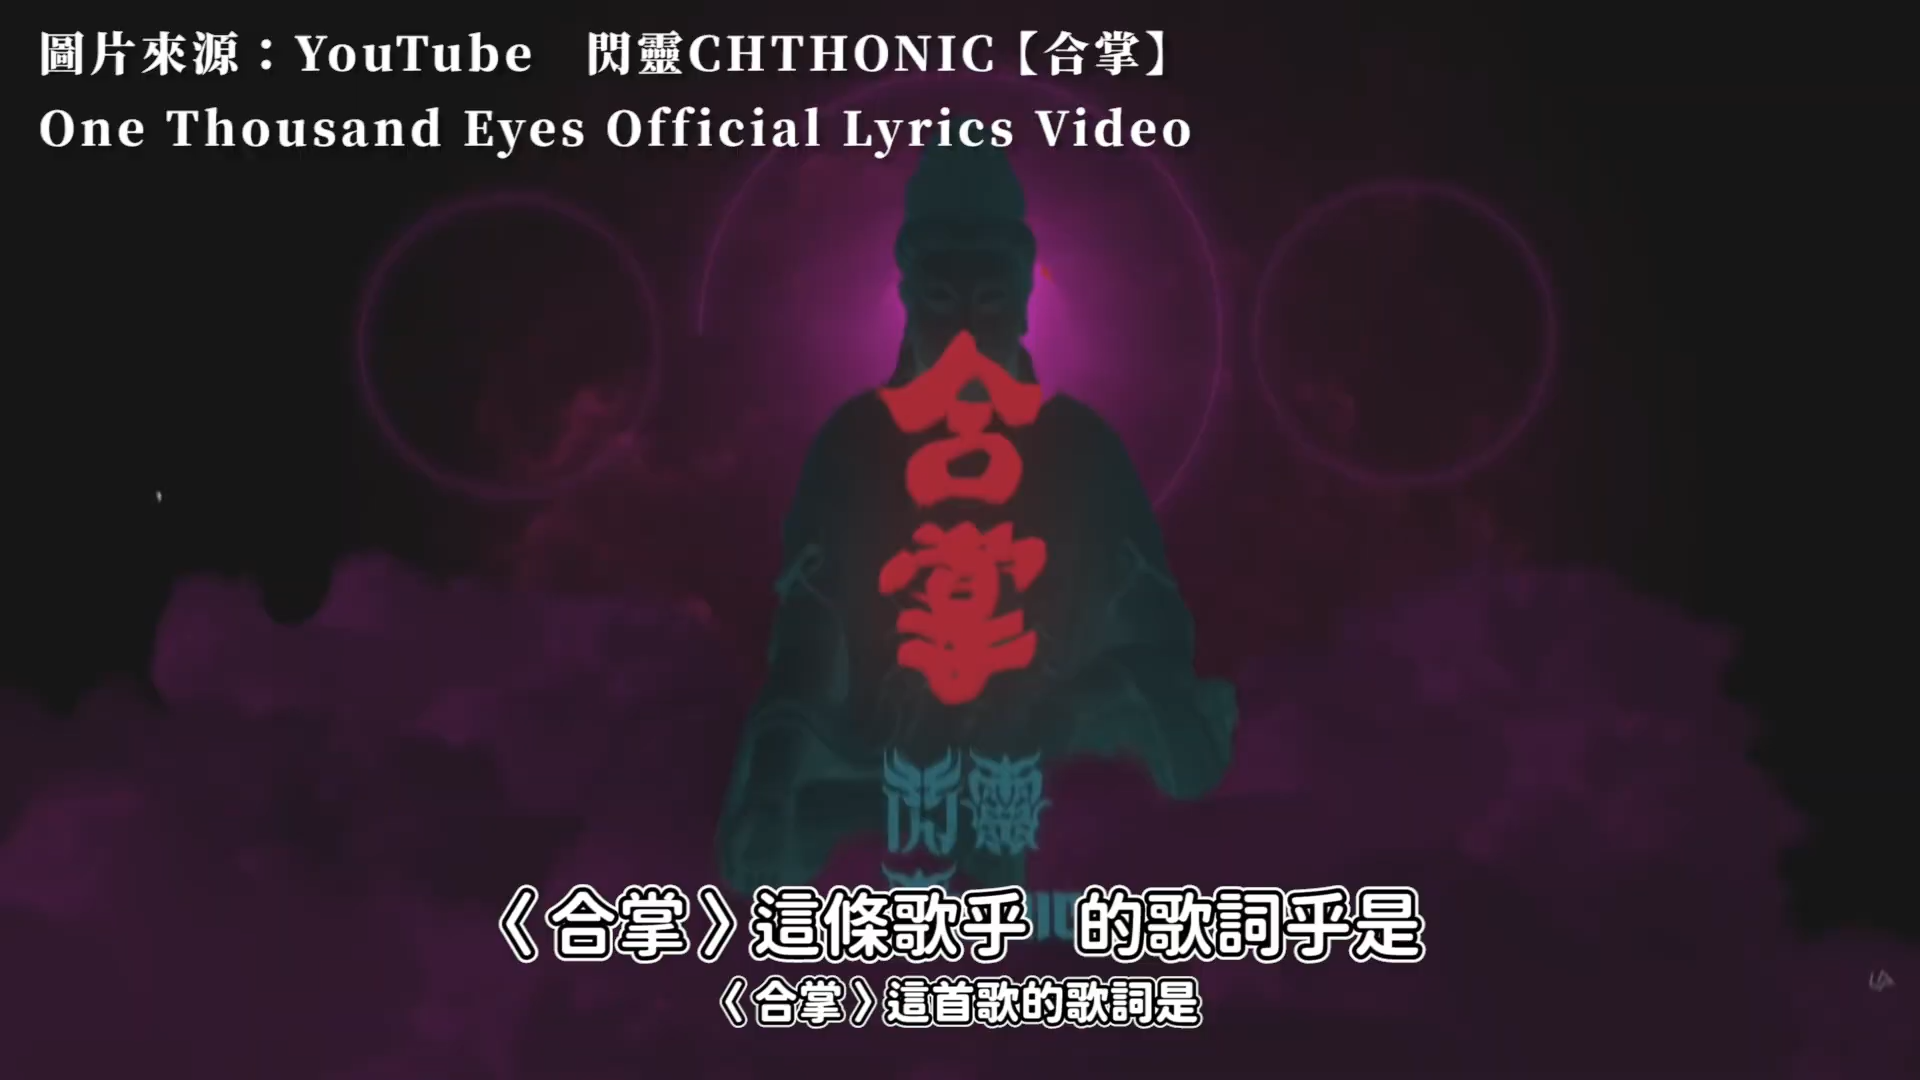 圖片來源：YouTube　閃靈CHTHONIC【合掌】
One Thousand Eyes Official Lyrics Video
合掌
閃靈
〈合掌〉這條歌乎　的歌詞乎是
〈合掌〉這首歌的歌詞是